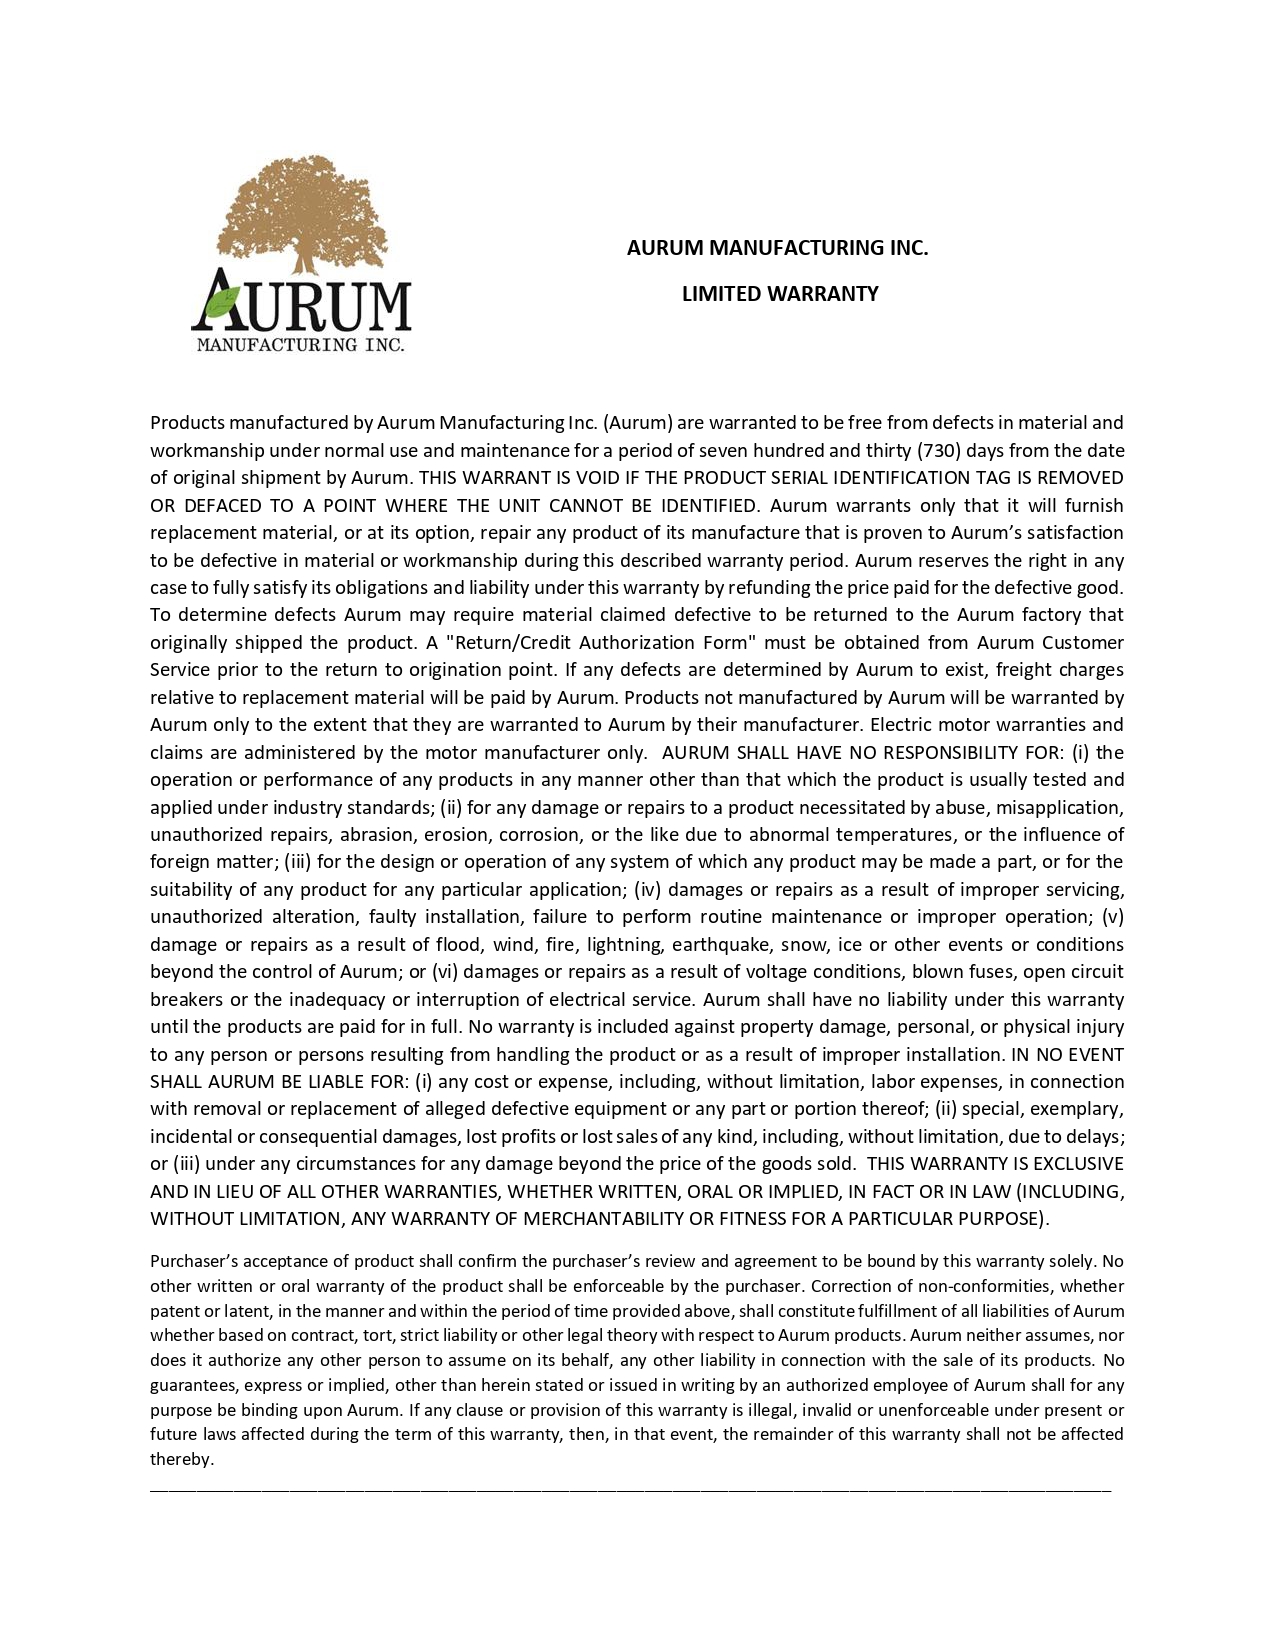 AURUM
MANUFACTURING INC.
AURUM MANUFACTURING INC.
LIMITED WARRANTY
Products manufactured by Aurum Manufacturing Inc. (Aurum) are warranted to be free from defects in material and
workmanship under normal use and maintenance for a period of seven hundred and thirty (730) days from the date
of original shipment by Aurum. THIS WARRANT IS VOID IF THE PRODUCT SERIAL IDENTIFICATION TAG IS REMOVED
OR DEFACED TO A POINT WHERE THE UNIT CANNOT BE IDENTIFIED. Aurum warrants only that it will furnish
replacement material, or at its option, repair any product of its manufacture that is proven to Aurum’s satisfaction
to be defective in material or workmanship during this described warranty period. Aurum reserves the right in any
case to fully satisfy its obligations and liability under this warranty by refunding the price paid for the defective good.
To determine defects Aurum may require material claimed defective to be returned to the Aurum factory that
originally shipped the product. A "Return/Credit Authorization Form" must be obtained from Aurum Customer
Service prior to the return to origination point. If any defects are determined by Aurum to exist, freight charges
relative to replacement material will be paid by Aurum. Products not manufactured by Aurum will be warranted by
Aurum only to the extent that they are warranted to Aurum by their manufacturer. Electric motor warranties and
claims are administered by the motor manufacturer only. AURUM SHALL HAVE NO RESPONSIBILITY FOR: (i) the
operation or performance of any products in any manner other than that which the product is usually tested and
applied under industry standards; (ii) for any damage or repairs to a product necessitated by abuse, misapplication,
unauthorized repairs, abrasion, erosion, corrosion, or the like due to abnormal temperatures, or the influence of
foreign matter; (iii) for the design or operation of any system of which any product may be made a part, or for the
suitability of any product for any particular application; (iv) damages or repairs as a result of improper servicing,
unauthorized alteration, faulty installation, failure to perform routine maintenance or improper operation; (v)
damage or repairs as a result of flood, wind, fire, lightning, earthquake, snow, ice or other events or conditions
beyond the control of Aurum; or (vi) damages or repairs as a result of voltage conditions, blown fuses, open circuit
breakers or the inadequacy or interruption of electrical service. Aurum shall have no liability under this warranty
until the products are paid for in full. No warranty is included against property damage, personal, or physical injury
to any person or persons resulting from handling the product or as a result of improper installation. IN NO EVENT
SHALL AURUM BE LIABLE FOR: (i) any cost or expense, including, without limitation, labor expenses, in connection
with removal or replacement of alleged defective equipment or any part or portion thereof; (ii) special, exemplary,
incidental or consequential damages, lost profits or lost sales of any kind, including, without limitation, due to delays;
or (iii) under any circumstances for any damage beyond the price of the goods sold. THIS WARRANTY IS EXCLUSIVE
AND IN LIEU OF ALL OTHER WARRANTIES, WHETHER WRITTEN, ORAL OR IMPLIED, IN FACT OR IN LAW (INCLUDING,
WITHOUT LIMITATION, ANY WARRANTY OF MERCHANTABILITY OR FITNESS FOR A PARTICULAR PURPOSE).
Purchaser’s acceptance of product shall confirm the purchaser’s review and agreement to be bound by this warranty solely. No
other written or oral warranty of the product shall be enforceable by the purchaser. Correction of non-conformities, whether
patent or latent, in the manner and within the period of time provided above, shall constitute fulfillment of all liabilities of Aurum
whether based on contract, tort, strict liability or other legal theory with respect to Aurum products. Aurum neither assumes, nor
does it authorize any other person to assume on its behalf, any other liability in connection with the sale of its products. No
guarantees, express or implied, other than herein stated or issued in writing by an authorized employee of Aurum shall for any
purpose be binding upon Aurum. If any clause or provision of this warranty is illegal, invalid or unenforceable under present or
future laws affected during the term of this warranty, then, in that event, the remainder of this warranty shall not be affected
thereby.